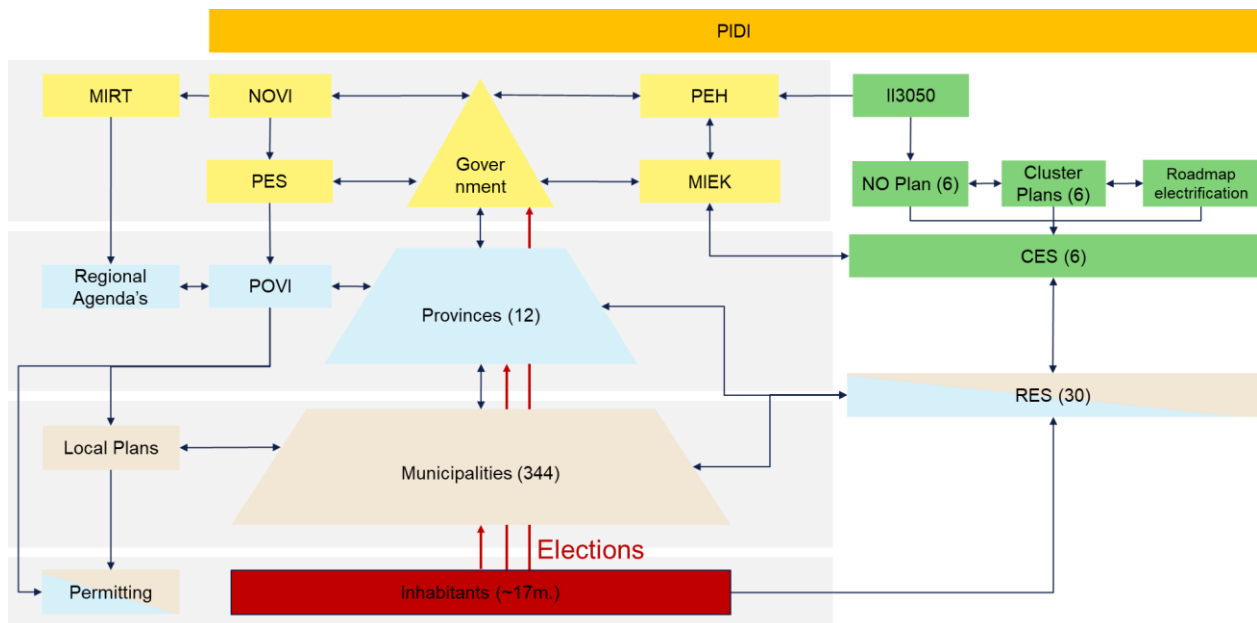 PIDI
MIRT
NOVI
PEH
II3050
Gover
nment
PES
MIEK
NO Plan (6)
Cluster
Plans (6)
Roadmap
electrification
CES (6)
Regional
Agenda's
POVI
Provinces (12)
RES (30)
Local Plans
Municipalities (344)
Elections
Permitting
Inhabitants (~17m.)